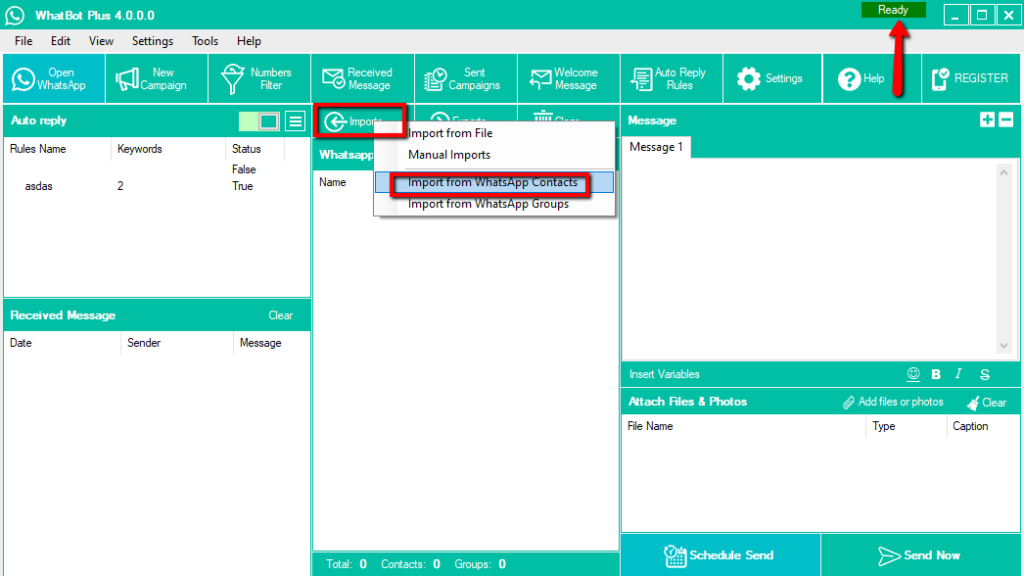 WhatBot Plus 4.0.0.0
Ready
File Edit View Settings Tools Help
Open WhatsApp
New Campaign
Numbers Filter
Received Message
Sent Campaigns
Welcome Message
Auto Reply Rules
Settings
Help
REGISTER
Auto reply
Rules Name Keywords Status
False
asdas 2 True
Received Message Clear
Date Sender Message
Import from File
Manual Imports
Import from WhatsApp Contacts
Import from WhatsApp Groups
Name
Total: 0 Contacts: 0 Groups: 0
Message
Message 1
Insert Variables B I S
Attach Files & Photos Add files or photos Clear
File Name Type Caption
Schedule Send
Send Now